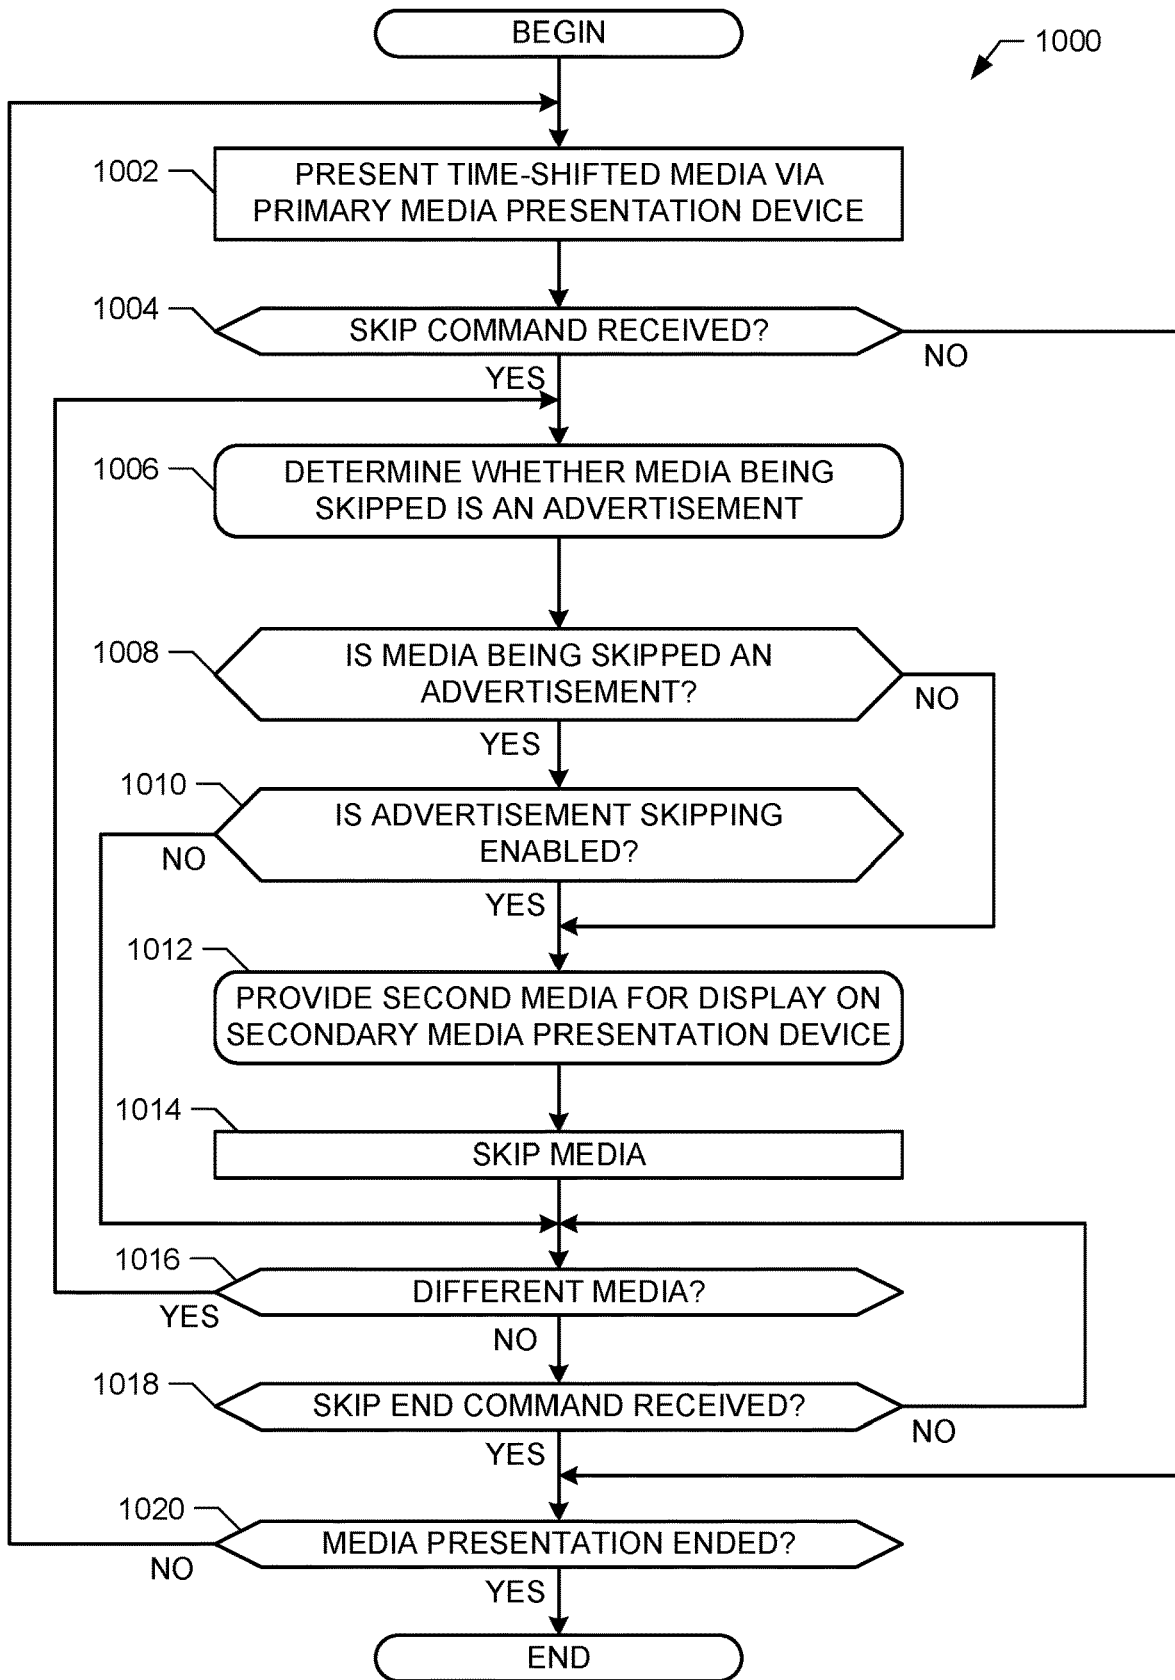 BEGIN
1000
1002
PRESENT TIME-SHIFTED MEDIA VIA
PRIMARY MEDIA PRESENTATION DEVICE
1004
SKIP COMMAND RECEIVED?
NO
YES
1006
DETERMINE WHETHER MEDIA BEING
SKIPPED IS AN ADVERTISEMENT
1008
IS MEDIA BEING SKIPPED AN
ADVERTISEMENT?
NO
YES
1010
IS ADVERTISEMENT SKIPPING
ENABLED?
NO
YES
1012
PROVIDE SECOND MEDIA FOR DISPLAY ON
SECONDARY MEDIA PRESENTATION DEVICE
1014
SKIP MEDIA
1016
DIFFERENT MEDIA?
YES
NO
1018
SKIP END COMMAND RECEIVED?
NO
YES
1020
MEDIA PRESENTATION ENDED?
NO
YES
END